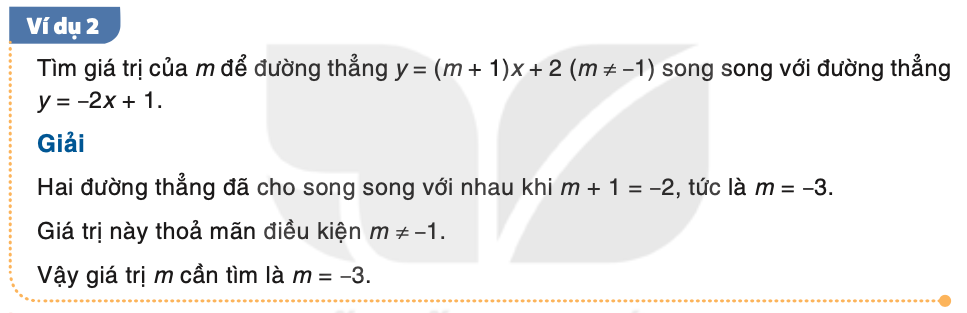 Ví dụ 2
Tìm giá trị của m để đường thẳng y = (m + 1)x + 2 (m ≠ –1) song song với đường thẳng
y = –2x + 1.
Giải
Hai đường thẳng đã cho song song với nhau khi m + 1 = –2, tức là m = –3.
Giá trị này thoả mãn điều kiện m ≠ –1.
Vậy giá trị m cần tìm là m = –3.